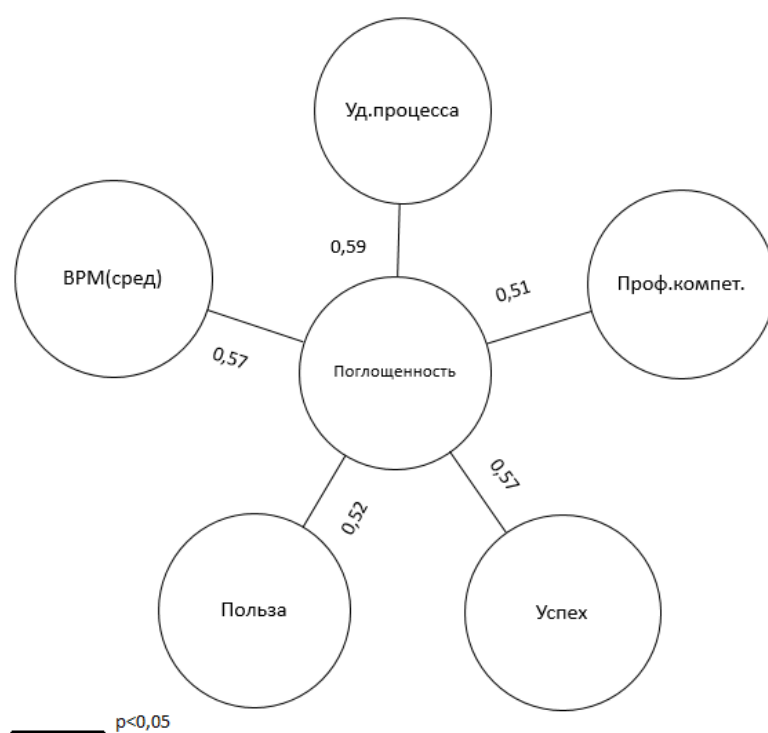 Уд.процесса
0,59
ВРМ(сред)
0,51
Проф.компет.
0,57
Поглощенность
0,52
0,57
Польза
Успех
p<0,05